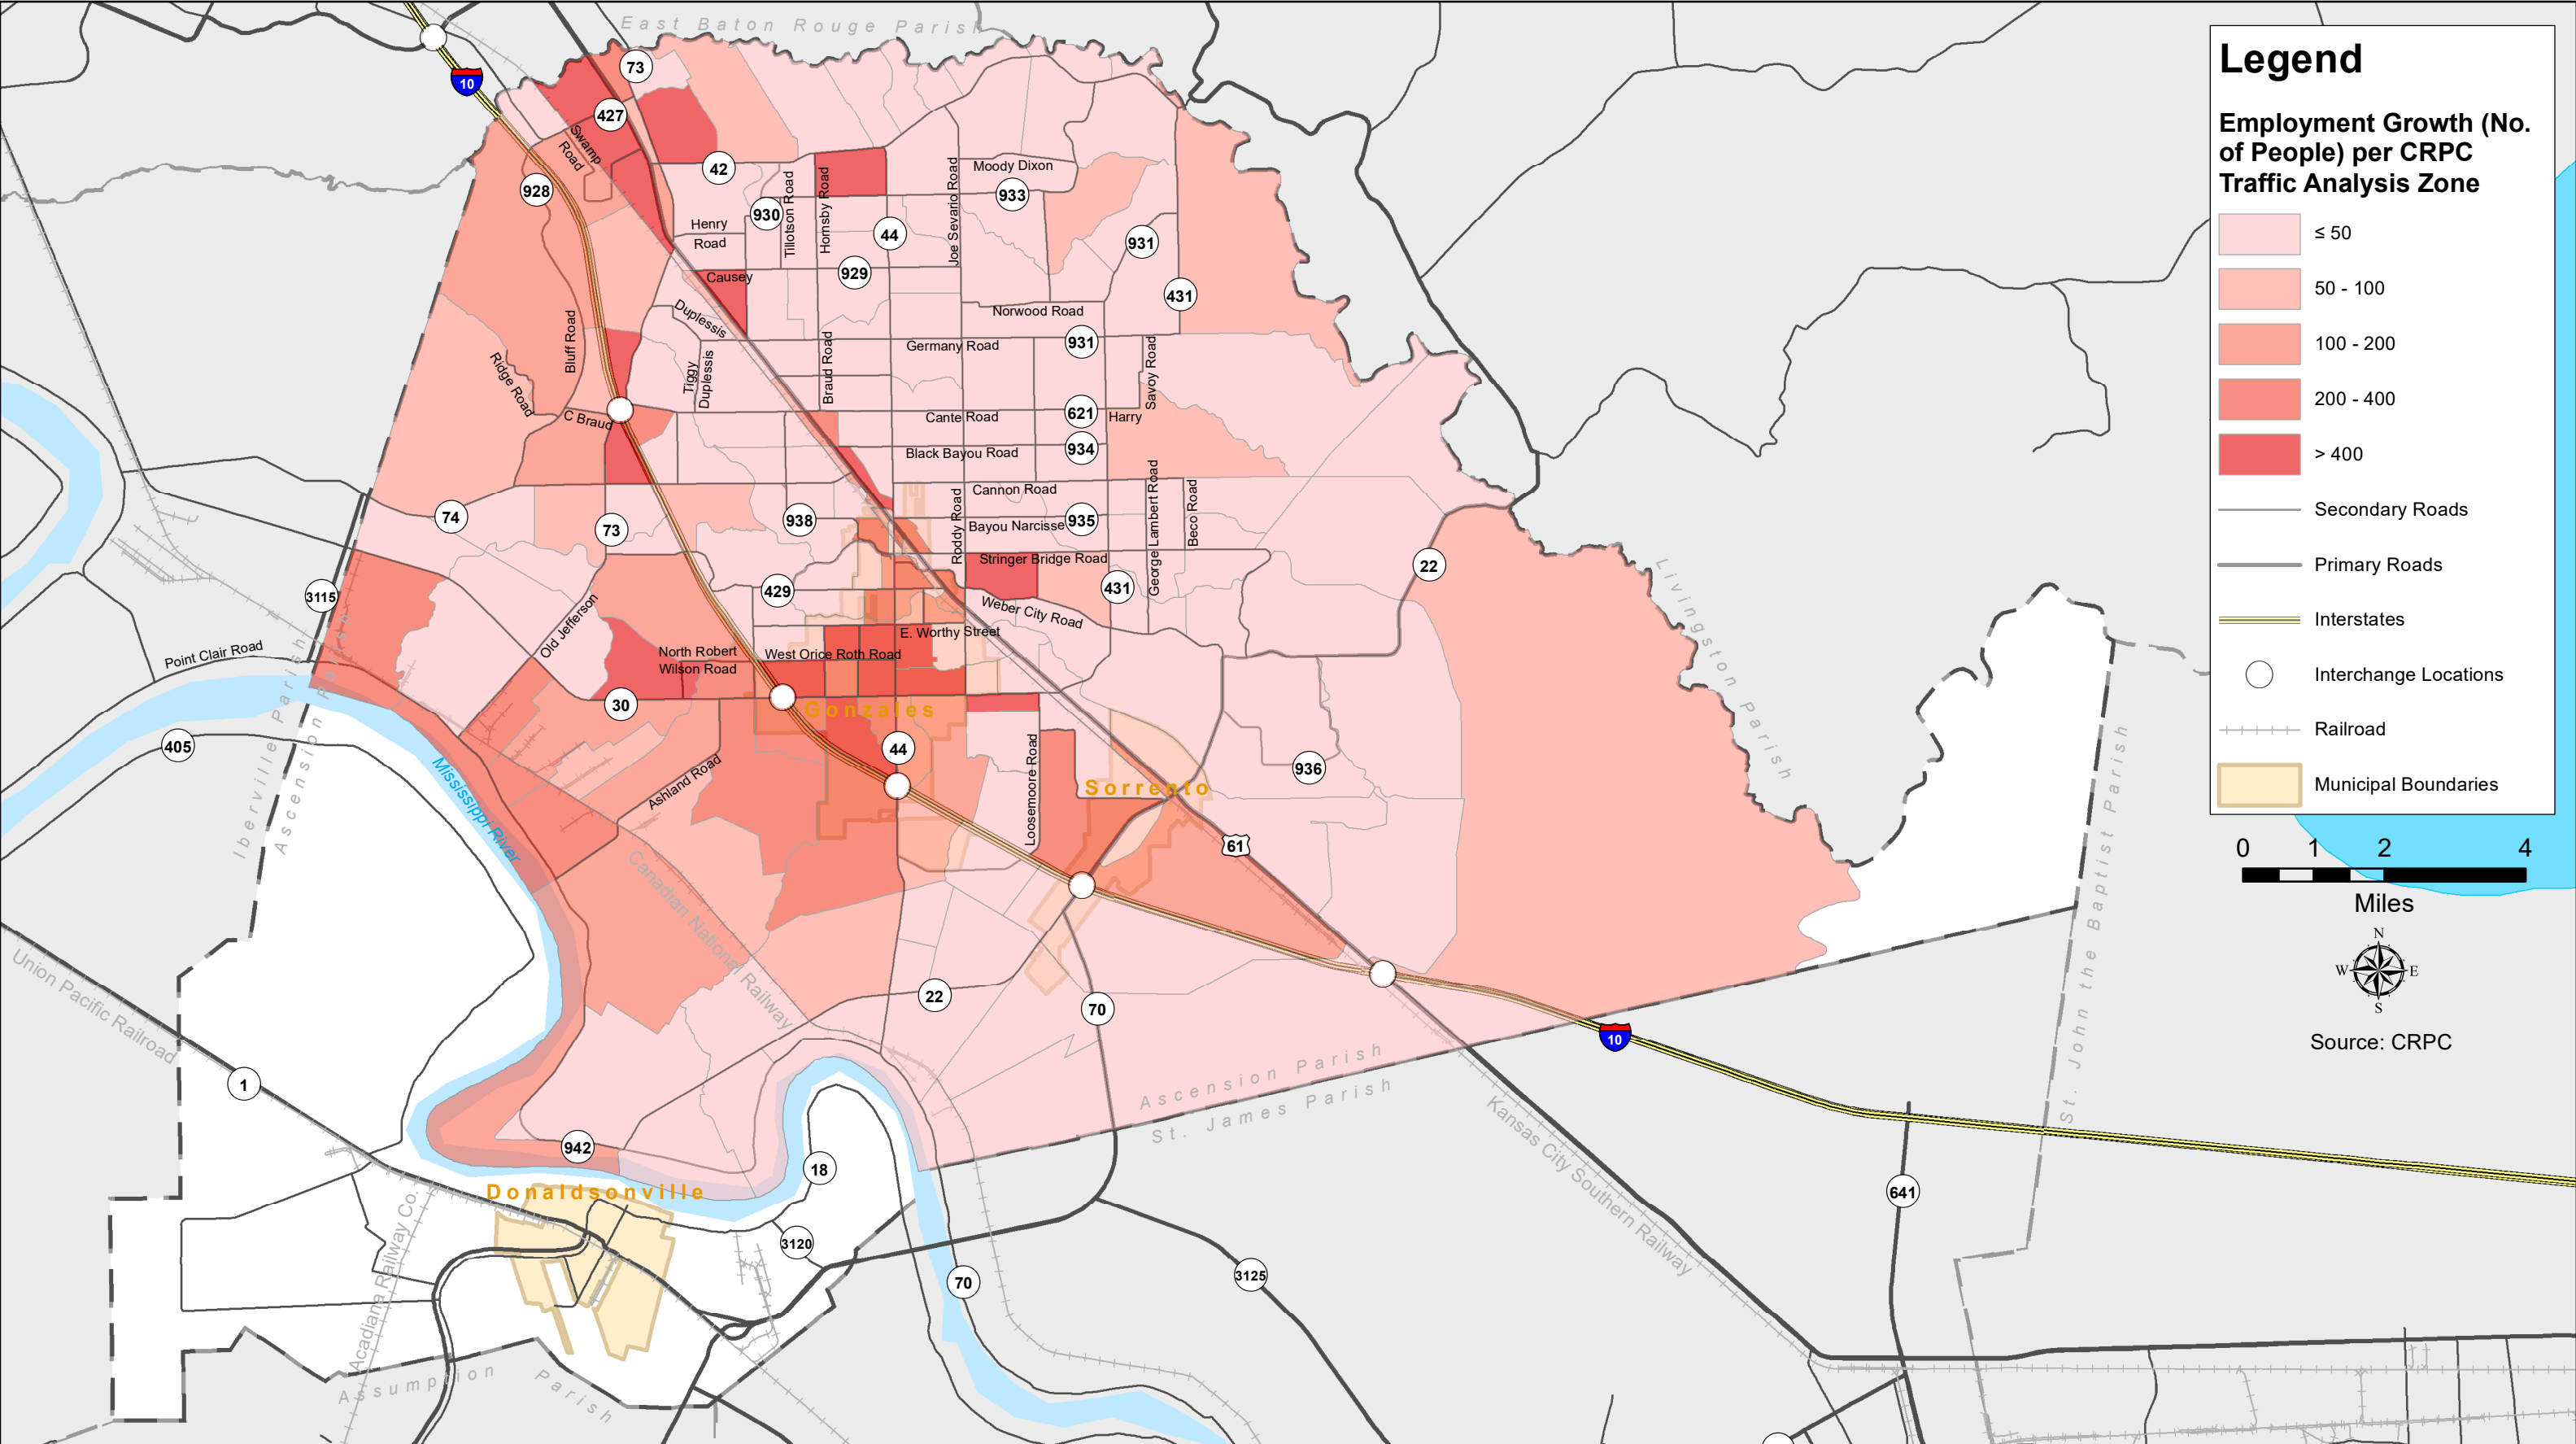 East Baton Rouge Parish
73
10
427
Swamp
Road
42
928
Moody Dixon
933
930
Tillotson Road
Hornsby Road
Joe Sevario Road
Henry
Road
44
931
Causey
929
431
Duplessis
Norwood Road
Bluff Road
Germany Road
931
Savoy Road
Braud Road
Ridge Road
Tiggy
Duplessis
C Braud
Cante Road
621
Harry
934
Black Bayou Road
Cannon Road
74
73
938
Roddy Road
Bayou Narcisse
935
George Lambert Road
Beco Road
Stringer Bridge Road
22
3115
429
431
Weber City Road
Old Jefferson
E. Worthy Street
Point Clair Road
North Robert
Wilson Road
West Orice Roth Road
30
Gonzales
405
44
Iberville Parish
Ascension Parish
Mississippi River
Ashland Road
Loosemoore Road
Sorrento
936
61
Livingston Parish
Canadian National Railway
Union Pacific Railroad
22
70
10
1
Ascension Parish
St. James Parish
Kansas City Southern Railway
St. John the Baptist Parish
942
18
Donaldsonville
641
3120
70
3125
Acadiana Railway Co.
Assumption Parish
Legend
Employment Growth (No.
of People) per CRPC
Traffic Analysis Zone
≤ 50
50 - 100
100 - 200
200 - 400
> 400
Secondary Roads
Primary Roads
Interstates
Interchange Locations
Railroad
Municipal Boundaries
0 1 2 4
Miles
N
W E
S
Source: CRPC